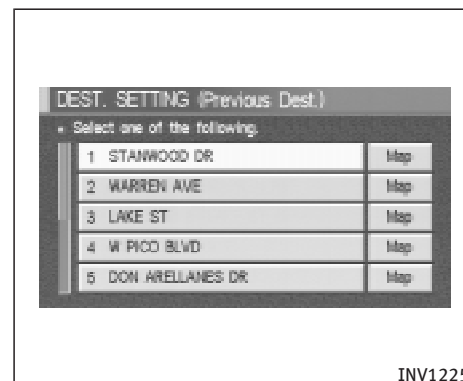 DEST. SETTING (Previous Dest.)
Select one of the following.
1 STANWOOD DR Map
2 WARREN AVE Map
3 LAKE ST Map
4 W PICO BLVD Map
5 DON ARELLANES DR Map
INV1225